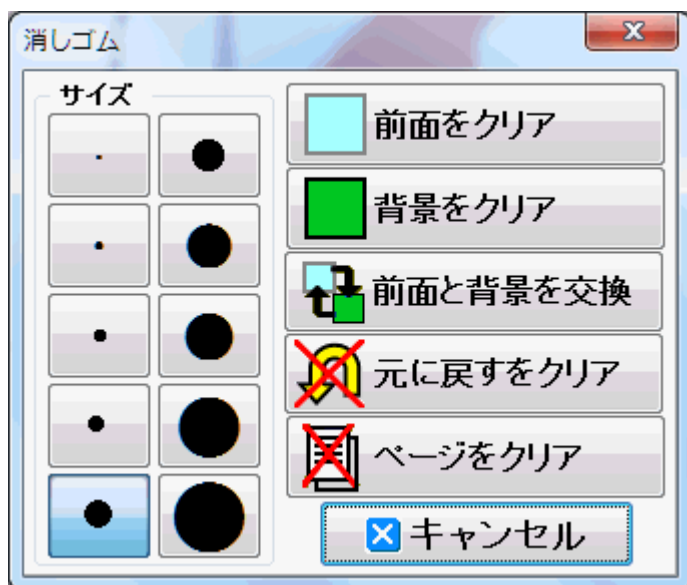 消しゴム
サイズ
前面をクリア
背景をクリア
前面と背景を交換
元に戻すをクリア
ページをクリア
キャンセル